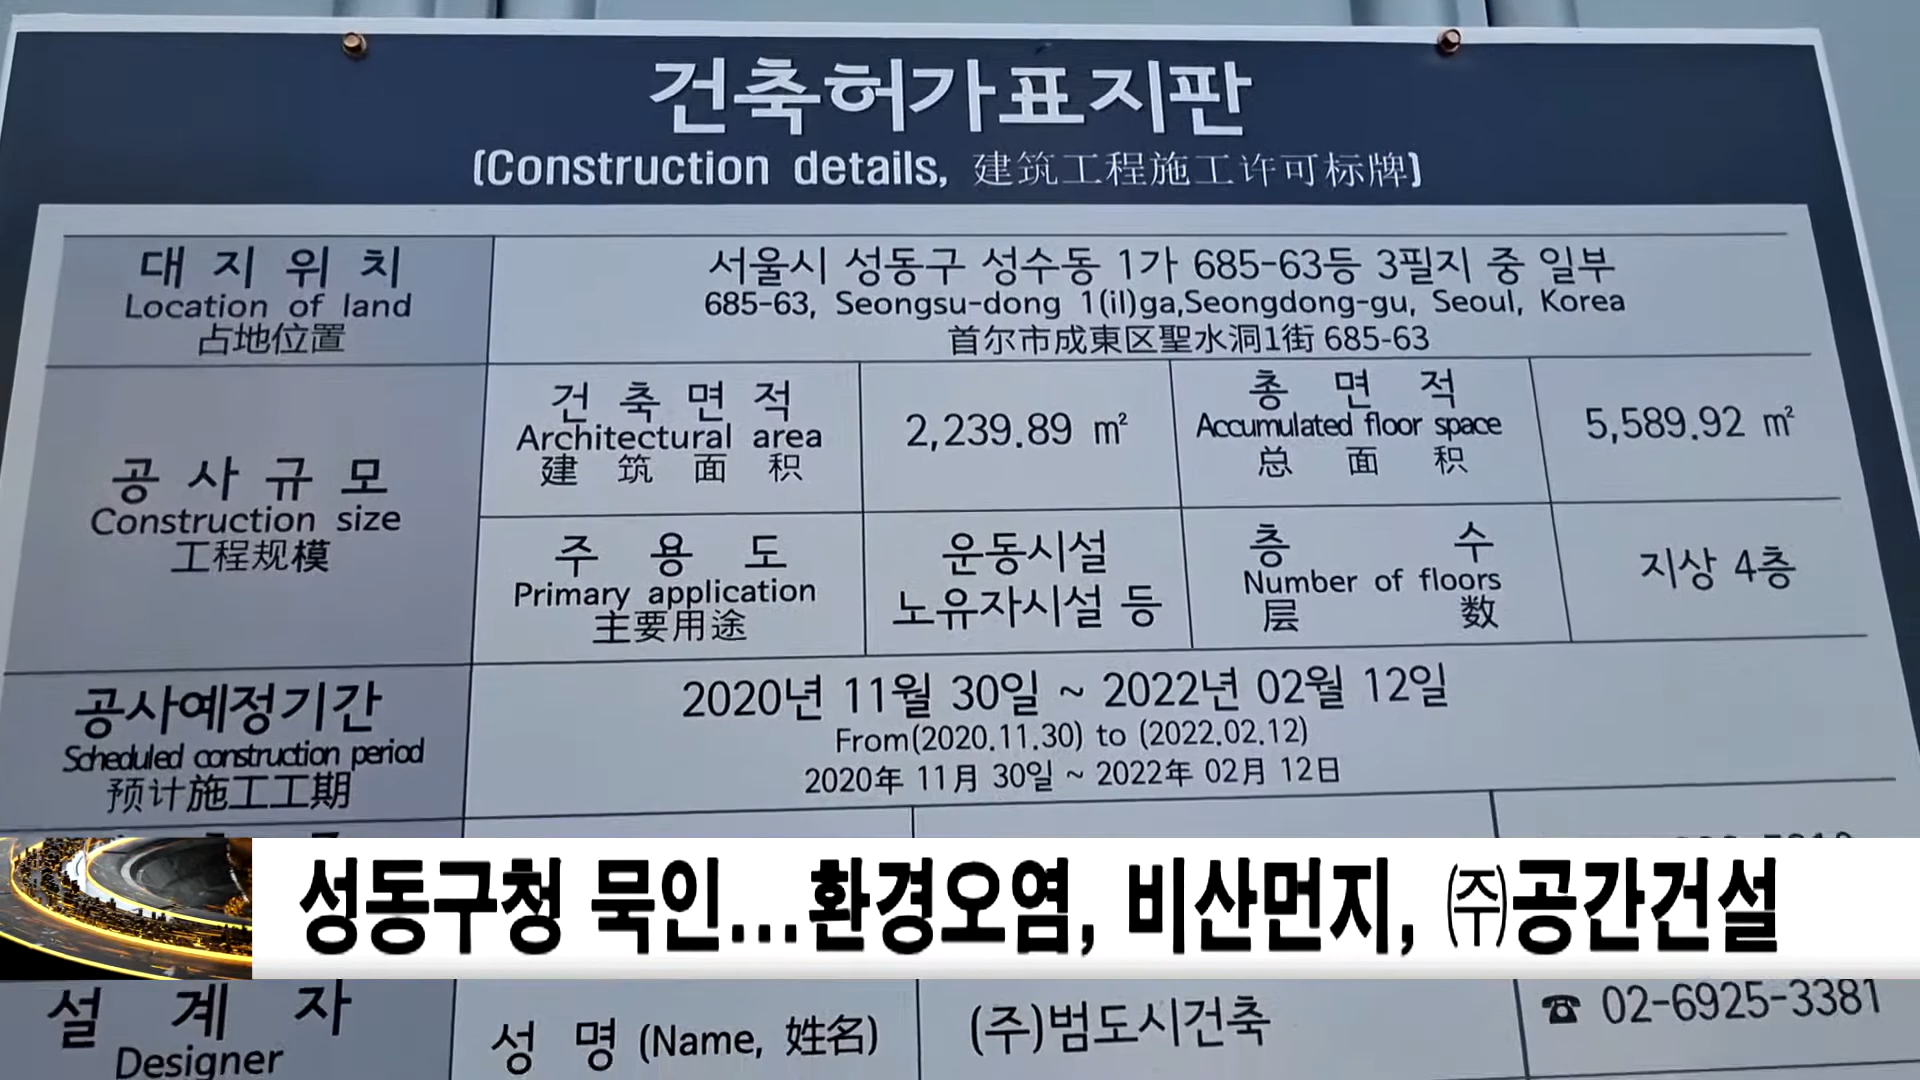 건축허가표지판
(Construction details, 建筑工程施工许可标牌)
대 지 위 치
Location of land
占地位置
서울시 성동구 성수동 1가 685-63등 3필지 중 일부
685-63, Seongsu-dong 1(il)ga,Seongdong-gu, Seoul, Korea
首尔市成東区聖水洞1街 685-63
공 사 규 모
Construction size
工程规模
건 축 면 적
Architectural area
建 筑 面 积
2,239.89 ㎡
총 면 적
Accumulated floor space
总 面 积
5,589.92 ㎡
주 용 도
Primary application
主要用途
운동시설
노유자시설 등
층 수
Number of floors
层 数
지상 4층
공사예정기간
Scheduled construction period
预计施工工期
2020년 11월 30일 ~ 2022년 02월 12일
From(2020.11.30) to (2022.02.12)
2020年 11月 30일 ~ 2022年 02月 12日
성동구청 묵인...환경오염, 비산먼지, ㈜공간건설
설 계 자
Designer
성 명 (Name, 姓名)
(주)범도시건축
☎ 02-6925-3381